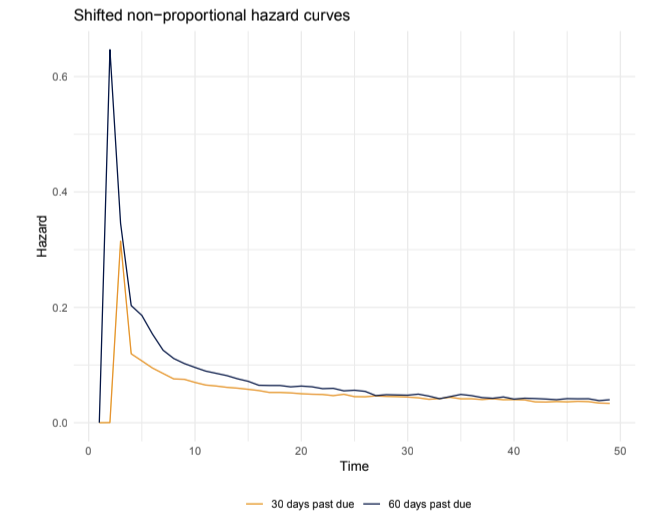 Shifted non−proportional hazard curves
0.6
0.4
0.2
0.0
Hazard
0 10 20 30 40 50
Time
30 days past due 60 days past due